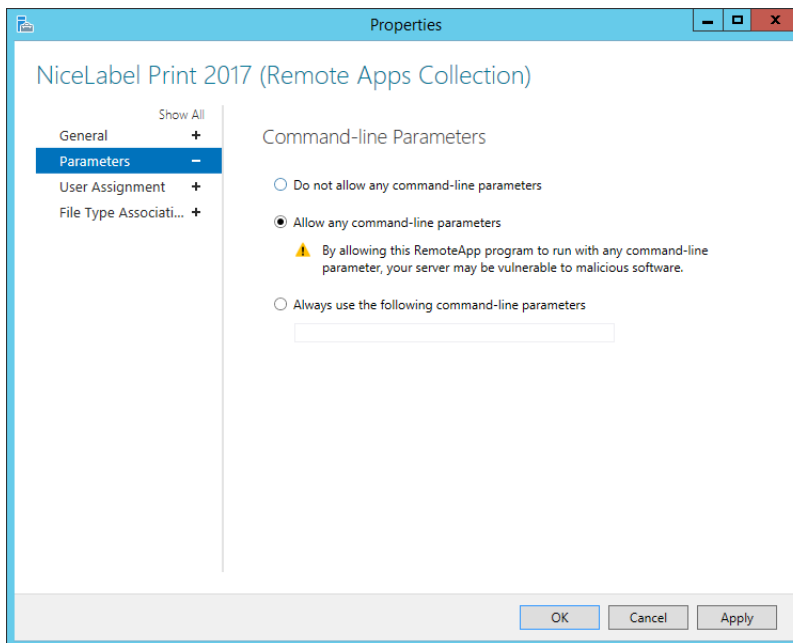 Properties
NiceLabel Print 2017 (Remote Apps Collection)
Show All
General +
Parameters –
User Assignment +
File Type Associati... +
Command-line Parameters
Do not allow any command-line parameters
Allow any command-line parameters
By allowing this RemoteApp program to run with any command-line
parameter, your server may be vulnerable to malicious software.
Always use the following command-line parameters
OK Cancel Apply